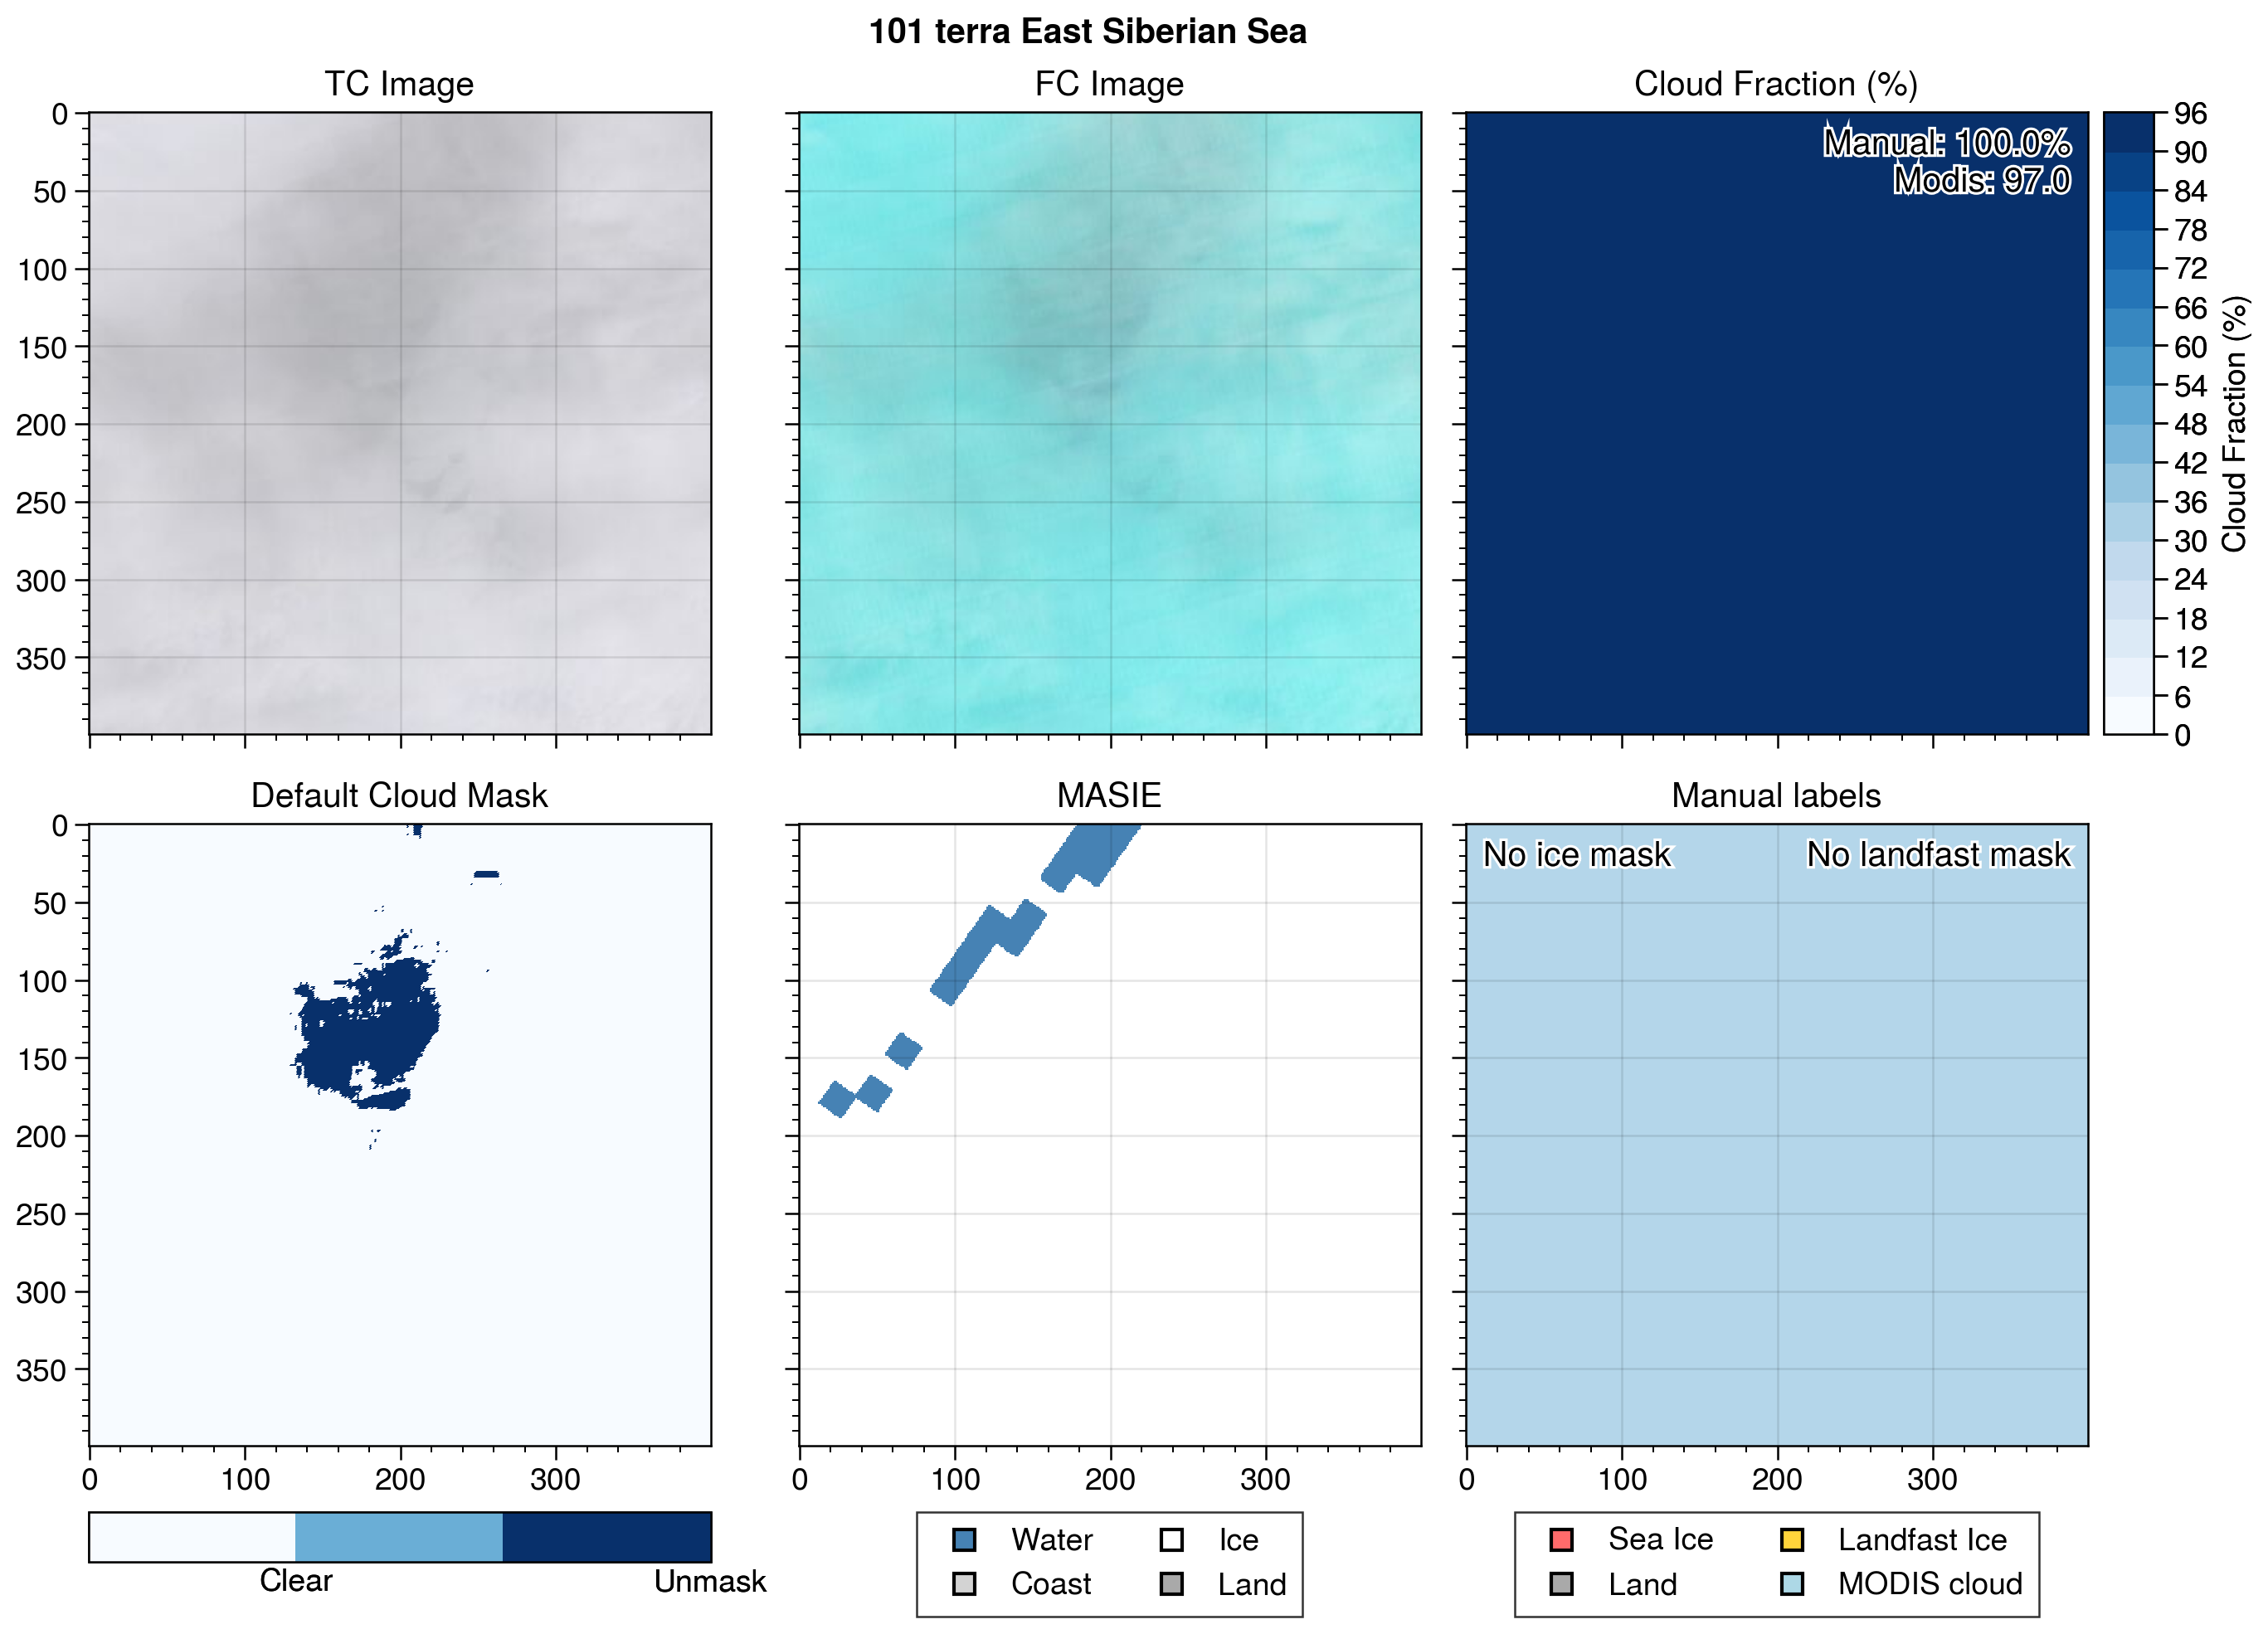 101 terra East Siberian Sea
TC Image
FC Image
Cloud Fraction (%)
0
50
100
150
200
250
300
350
Manual: 100.0%
Modis: 97.0
96
90
84
78
72
66
60
54
48
42
36
30
24
18
12
6
0
Cloud Fraction (%)
Default Cloud Mask
MASIE
Manual labels
0
50
100
150
200
250
300
350
No ice mask
No landfast mask
0 100 200 300
0 100 200 300
0 100 200 300
Clear
Unmask
Water
Ice
Coast
Land
Sea Ice
Landfast Ice
Land
MODIS cloud